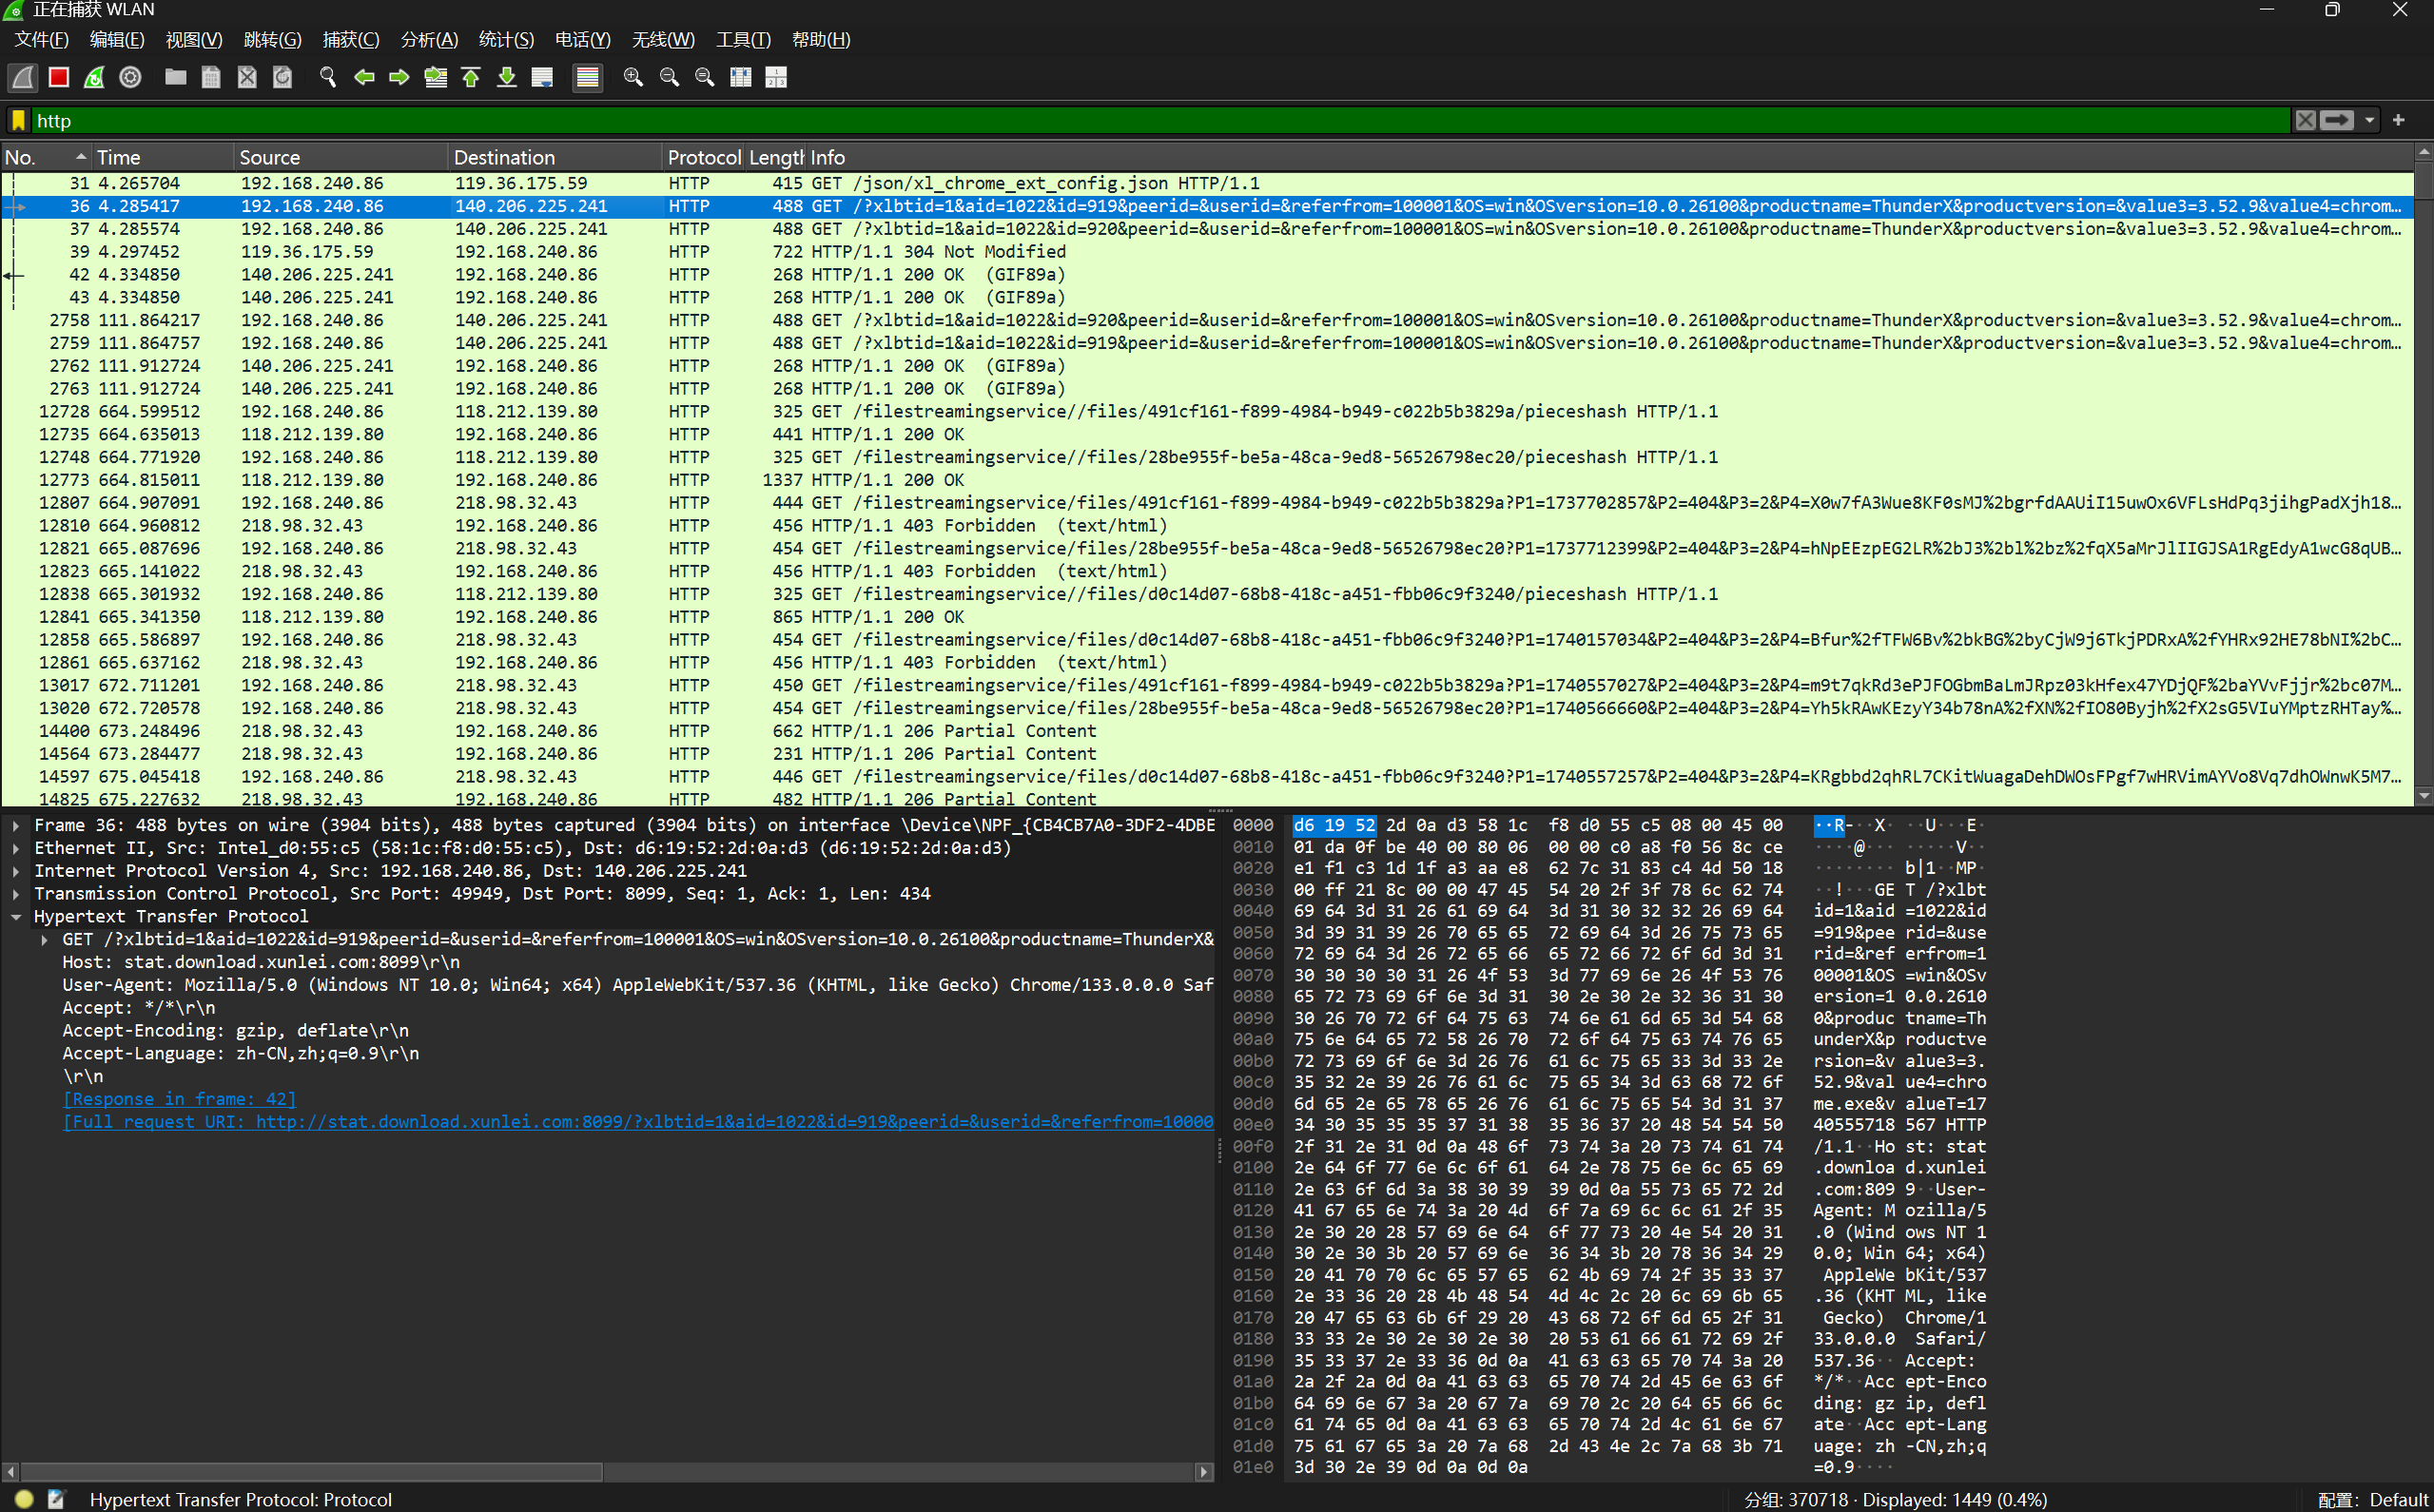 正在捕获 WLAN
文件(F) 编辑(E) 视图(V) 跳转(G) 捕获(C) 分析(A) 统计(S) 电话(Y) 无线(W) 工具(T) 帮助(H)
http
No. Time Source Destination Protocol Length Info
31 4.265704 192.168.240.86 119.36.175.59 HTTP 415 GET /json/xl_chrome_ext_config.json HTTP/1.1
36 4.285417 192.168.240.86 140.206.225.241 HTTP 488 GET /?xlbtid=1&aid=1022&id=919&peerid=&userid=&referfrom=100001&OS=win&OSversion=10.0.26100&productname=ThunderX&productversion=&value3=3.52.9&value4=chrom…
37 4.285574 192.168.240.86 140.206.225.241 HTTP 488 GET /?xlbtid=1&aid=1022&id=920&peerid=&userid=&referfrom=100001&OS=win&OSversion=10.0.26100&productname=ThunderX&productversion=&value3=3.52.9&value4=chrom…
39 4.297452 119.36.175.59 192.168.240.86 HTTP 722 HTTP/1.1 304 Not Modified
42 4.334850 140.206.225.241 192.168.240.86 HTTP 268 HTTP/1.1 200 OK (GIF89a)
43 4.334850 140.206.225.241 192.168.240.86 HTTP 268 HTTP/1.1 200 OK (GIF89a)
2758 111.864217 192.168.240.86 140.206.225.241 HTTP 488 GET /?xlbtid=1&aid=1022&id=920&peerid=&userid=&referfrom=100001&OS=win&OSversion=10.0.26100&productname=ThunderX&productversion=&value3=3.52.9&value4=chrom…
2759 111.864757 192.168.240.86 140.206.225.241 HTTP 488 GET /?xlbtid=1&aid=1022&id=919&peerid=&userid=&referfrom=100001&OS=win&OSversion=10.0.26100&productname=ThunderX&productversion=&value3=3.52.9&value4=chrom…
2762 111.912724 140.206.225.241 192.168.240.86 HTTP 268 HTTP/1.1 200 OK (GIF89a)
2763 111.912724 140.206.225.241 192.168.240.86 HTTP 268 HTTP/1.1 200 OK (GIF89a)
12728 664.599512 192.168.240.86 118.212.139.80 HTTP 325 GET /filestreamingservice//files/491cf161-f899-4984-b949-c022b5b3829a/pieceshash HTTP/1.1
12735 664.635013 118.212.139.80 192.168.240.86 HTTP 441 HTTP/1.1 200 OK
12748 664.771920 192.168.240.86 118.212.139.80 HTTP 325 GET /filestreamingservice//files/28be955f-be5a-48ca-9ed8-56526798ec20/pieceshash HTTP/1.1
12773 664.815011 118.212.139.80 192.168.240.86 HTTP 1337 HTTP/1.1 200 OK
12807 664.907091 192.168.240.86 218.98.32.43 HTTP 444 GET /filestreamingservice/files/491cf161-f899-4984-b949-c022b5b3829a?P1=1737702857&P2=404&P3=2&P4=X0w7fA3Wue8KF0sMJ%2bgrfdAAUiI15uwOx6VFLsHdPq3jihgPadXjh18…
12810 664.960812 218.98.32.43 192.168.240.86 HTTP 456 HTTP/1.1 403 Forbidden (text/html)
12821 665.087696 192.168.240.86 218.98.32.43 HTTP 454 GET /filestreamingservice/files/28be955f-be5a-48ca-9ed8-56526798ec20?P1=1737712399&P2=404&P3=2&P4=hNpEEzpEG2LR%2bJ3%2bl%2bz%2fqX5aMrJlIIGJSA1RgEdyA1wcG8qUB…
12823 665.141022 218.98.32.43 192.168.240.86 HTTP 456 HTTP/1.1 403 Forbidden (text/html)
12838 665.301932 192.168.240.86 118.212.139.80 HTTP 325 GET /filestreamingservice//files/d0c14d07-68b8-418c-a451-fbb06c9f3240/pieceshash HTTP/1.1
12841 665.341350 118.212.139.80 192.168.240.86 HTTP 865 HTTP/1.1 200 OK
12858 665.586897 192.168.240.86 218.98.32.43 HTTP 454 GET /filestreamingservice/files/d0c14d07-68b8-418c-a451-fbb06c9f3240?P1=1740157034&P2=404&P3=2&P4=Bfur%2fTFW6Bv%2bkBG%2byCjW9j6TkjPDRxA%2fYHRx92HE78bNI%2bC…
12861 665.637162 218.98.32.43 192.168.240.86 HTTP 456 HTTP/1.1 403 Forbidden (text/html)
13017 672.711201 192.168.240.86 218.98.32.43 HTTP 450 GET /filestreamingservice/files/491cf161-f899-4984-b949-c022b5b3829a?P1=1740557027&P2=404&P3=2&P4=m9t7qkRd3ePJFOGbmBaLmJRpz03kHfex47YDjQF%2baYVvFjjr%2bc07M…
13020 672.720578 192.168.240.86 218.98.32.43 HTTP 454 GET /filestreamingservice/files/28be955f-be5a-48ca-9ed8-56526798ec20?P1=1740566660&P2=404&P3=2&P4=Yh5kRAwKEzyY34b78nA%2fXN%2fIO80Byjh%2fX2sG5VIuYMptzRHTay%…
14400 673.248496 218.98.32.43 192.168.240.86 HTTP 662 HTTP/1.1 206 Partial Content
14564 673.284477 218.98.32.43 192.168.240.86 HTTP 231 HTTP/1.1 206 Partial Content
14597 675.045418 192.168.240.86 218.98.32.43 HTTP 446 GET /filestreamingservice/files/d0c14d07-68b8-418c-a451-fbb06c9f3240?P1=1740557257&P2=404&P3=2&P4=KRgbbd2qhRL7CKitWuagaDehDWOsFPgf7wHRVimAYVo8Vq7dhOWnwK5M7…
14825 675.227632 218.98.32.43 192.168.240.86 HTTP 482 HTTP/1.1 206 Partial Content
Frame 36: 488 bytes on wire (3904 bits), 488 bytes captured (3904 bits) on interface \Device\NPF_{CB4CB7A0-3DF2-4DBE
Ethernet II, Src: Intel_d0:55:c5 (58:1c:f8:d0:55:c5), Dst: d6:19:52:2d:0a:d3 (d6:19:52:2d:0a:d3)
Internet Protocol Version 4, Src: 192.168.240.86, Dst: 140.206.225.241
Transmission Control Protocol, Src Port: 49949, Dst Port: 8099, Seq: 1, Ack: 1, Len: 434
Hypertext Transfer Protocol
GET /?xlbtid=1&aid=1022&id=919&peerid=&userid=&referfrom=100001&OS=win&OSversion=10.0.26100&productname=ThunderX&
Host: stat.download.xunlei.com:8099\r\n
User-Agent: Mozilla/5.0 (Windows NT 10.0; Win64; x64) AppleWebKit/537.36 (KHTML, like Gecko) Chrome/133.0.0.0 Saf
Accept: */*\r\n
Accept-Encoding: gzip, deflate\r\n
Accept-Language: zh-CN,zh;q=0.9\r\n
\r\n
[Response in frame: 42]
[Full request URI: http://stat.download.xunlei.com:8099/?xlbtid=1&aid=1022&id=919&peerid=&userid=&referfrom=10000
0000 d6 19 52 2d 0a d3 58 1c f8 d0 55 c5 08 00 45 00 ··R-··X· ··U···E·
0010 01 da 0f be 40 00 80 06 00 00 c0 a8 f0 56 8c ce ····@··· ·····V··
0020 e1 f1 c3 1d 1f a3 aa e8 62 7c 31 83 c4 4d 50 18 ········ b|1··MP·
0030 00 ff 21 8c 00 00 47 45 54 20 2f 3f 78 6c 62 74 ··!···GE T /?xlbt
0040 69 64 3d 31 26 61 69 64 3d 31 30 32 32 26 69 64 id=1&aid =1022&id
0050 3d 39 31 39 26 70 65 65 72 69 64 3d 26 75 73 65 =919&pee rid=&use
0060 72 69 64 3d 26 72 65 66 65 72 66 72 6f 6d 3d 31 rid=&ref erfrom=1
0070 30 30 30 30 31 26 4f 53 3d 77 69 6e 26 4f 53 76 00001&OS =win&OSv
0080 65 72 73 69 6f 6e 3d 31 30 2e 30 2e 32 36 31 30 ersion=1 0.0.2610
0090 30 26 70 72 6f 64 75 63 74 6e 61 6d 65 3d 54 68 0&produc tname=Th
00a0 75 6e 64 65 72 58 26 70 72 6f 64 75 63 74 76 65 underX&p roductve
00b0 72 73 69 6f 6e 3d 26 76 61 6c 75 65 33 3d 33 2e rsion=&v alue3=3.
00c0 35 32 2e 39 26 76 61 6c 75 65 34 3d 63 68 72 6f 52.9&val ue4=chro
00d0 6d 65 2e 65 78 65 26 76 61 6c 75 65 54 3d 31 37 me.exe&v alueT=17
00e0 34 30 35 35 35 37 31 38 35 36 37 20 48 54 54 50 40555718 567 HTTP
00f0 2f 31 2e 31 0d 0a 48 6f 73 74 3a 20 73 74 61 74 /1.1··Ho st: stat
0100 2e 64 6f 77 6e 6c 6f 61 64 2e 78 75 6e 6c 65 69 .downloa d.xunlei
0110 2e 63 6f 6d 3a 38 30 39 39 0d 0a 55 73 65 72 2d .com:809 9··User-
0120 41 67 65 6e 74 3a 20 4d 6f 7a 69 6c 6c 61 2f 35 Agent: M ozilla/5
0130 2e 30 20 28 57 69 6e 64 6f 77 73 20 4e 54 20 31 .0 (Wind ows NT 1
0140 30 2e 30 3b 20 57 69 6e 36 34 3b 20 78 36 34 29 0.0; Win 64; x64)
0150 20 41 70 70 6c 65 57 65 62 4b 69 74 2f 35 33 37 AppleWe bKit/537
0160 2e 33 36 20 28 4b 48 54 4d 4c 2c 20 6c 69 6b 65 .36 (KHT ML, like
0170 20 47 65 63 6b 6f 29 20 43 68 72 6f 6d 65 2f 31 Gecko) Chrome/1
0180 33 33 2e 30 2e 30 2e 30 20 53 61 66 61 72 69 2f 33.0.0.0 Safari/
0190 35 33 37 2e 33 36 0d 0a 41 63 63 65 70 74 3a 20 537.36·· Accept:
01a0 2a 2f 2a 0d 0a 41 63 63 65 70 74 2d 45 6e 63 6f */*··Acc ept-Enco
01b0 64 69 6e 67 3a 20 67 7a 69 70 2c 20 64 65 66 6c ding: gz ip, defl
01c0 61 74 65 0d 0a 41 63 63 65 70 74 2d 4c 61 6e 67 ate··Acc ept-Lang
01d0 75 61 67 65 3a 20 7a 68 2d 43 4e 2c 7a 68 3b 71 uage: zh -CN,zh;q
01e0 3d 30 2e 39 0d 0a 0d 0a =0.9····
Hypertext Transfer Protocol: Protocol
分组: 370718 · Displayed: 1449 (0.4%)
配置: Default